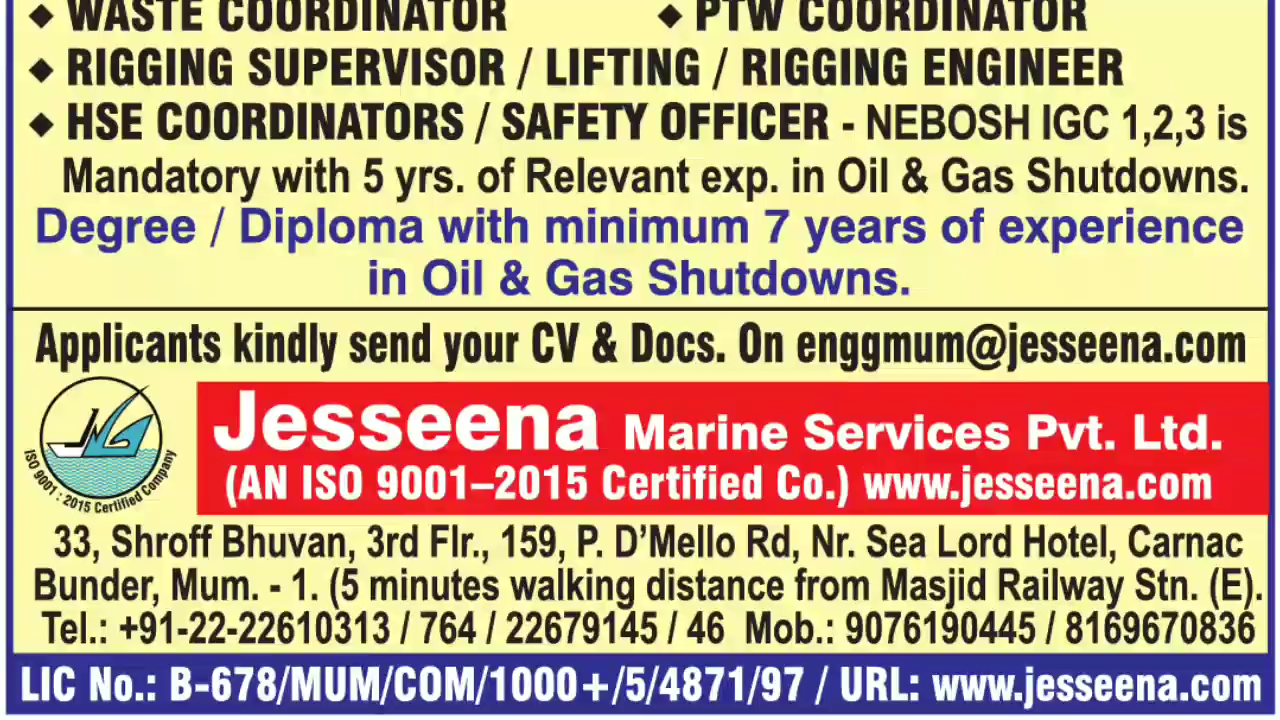 ◆ WASTE COORDINATOR ◆ PTW COORDINATOR
◆ RIGGING SUPERVISOR / LIFTING / RIGGING ENGINEER
◆ HSE COORDINATORS / SAFETY OFFICER - NEBOSH IGC 1,2,3 is
Mandatory with 5 yrs. of Relevant exp. in Oil & Gas Shutdowns.
Degree / Diploma with minimum 7 years of experience
in Oil & Gas Shutdowns.
Applicants kindly send your CV & Docs. On enggmum@jesseena.com
JNG
ISO 9001 : 2015 Certified Company
Jesseena Marine Services Pvt. Ltd.
(AN ISO 9001–2015 Certified Co.) www.jesseena.com
33, Shroff Bhuvan, 3rd Flr., 159, P. D’Mello Rd, Nr. Sea Lord Hotel, Carnac
Bunder, Mum. - 1. (5 minutes walking distance from Masjid Railway Stn. (E).
Tel.: +91-22-22610313 / 764 / 22679145 / 46 Mob.: 9076190445 / 8169670836
LIC No.: B-678/MUM/COM/1000+/5/4871/97 / URL: www.jesseena.com